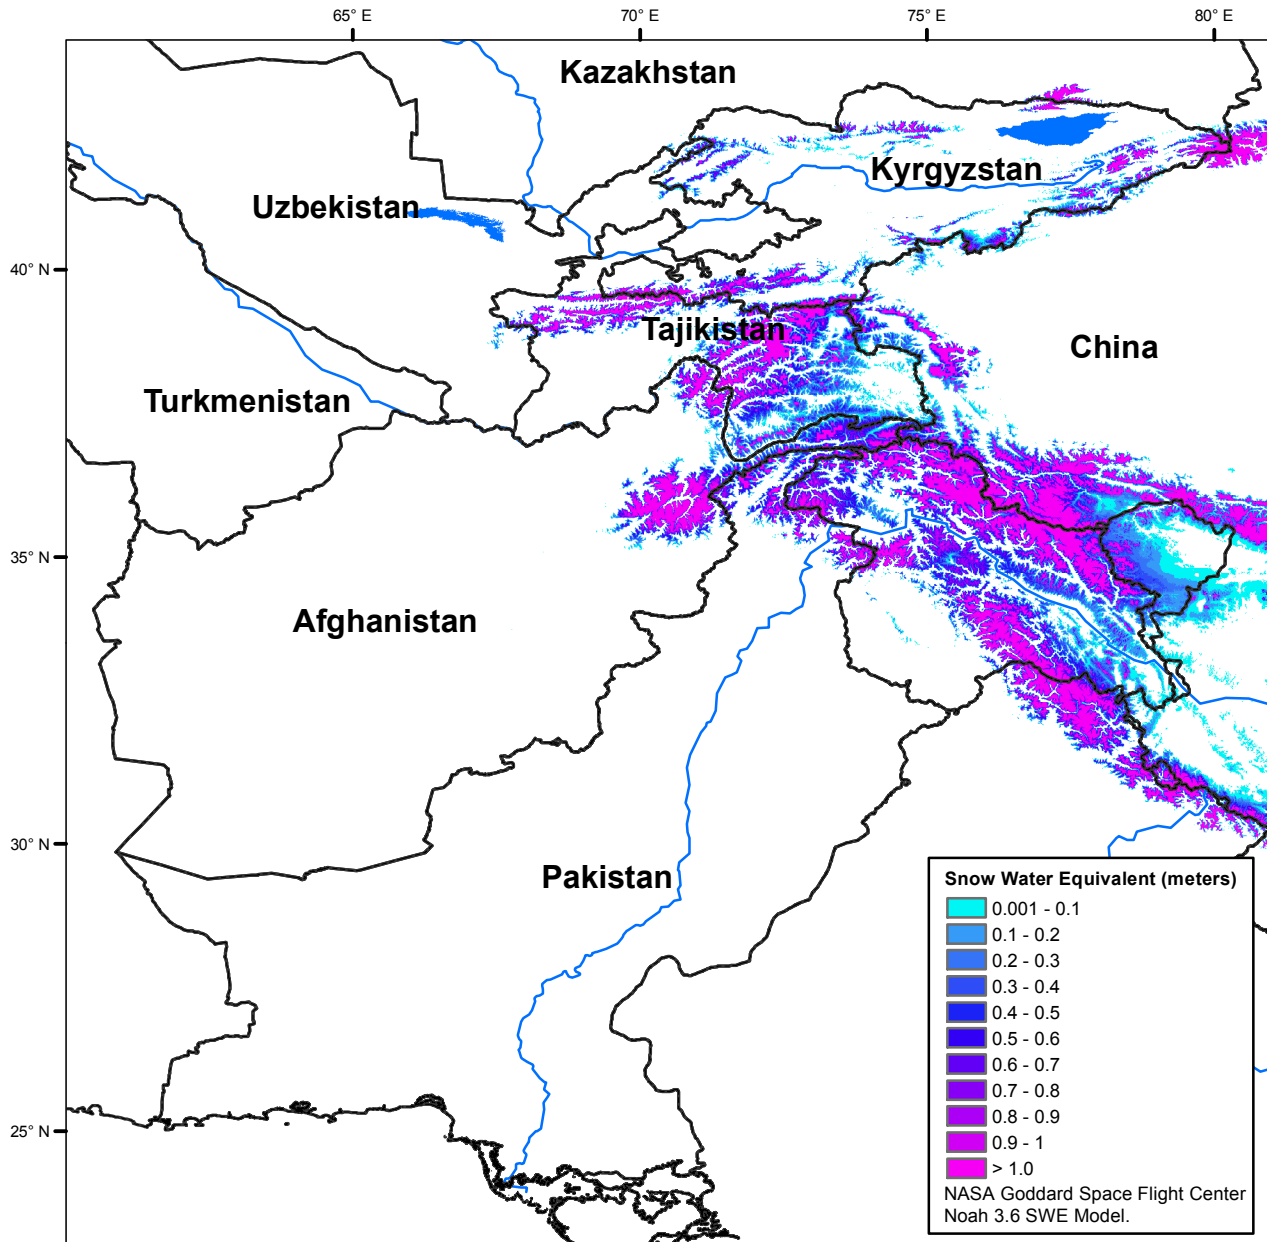 65° E
70° E
75° E
80° E
Kazakhstan
Kyrgyzstan
Uzbekistan
40° N
Tajikistan
China
Turkmenistan
35° N
Afghanistan
30° N
Pakistan
25° N
Snow Water Equivalent (meters)
0.001 - 0.1
0.1 - 0.2
0.2 - 0.3
0.3 - 0.4
0.4 - 0.5
0.5 - 0.6
0.6 - 0.7
0.7 - 0.8
0.8 - 0.9
0.9 - 1
> 1.0
NASA Goddard Space Flight Center
Noah 3.6 SWE Model.